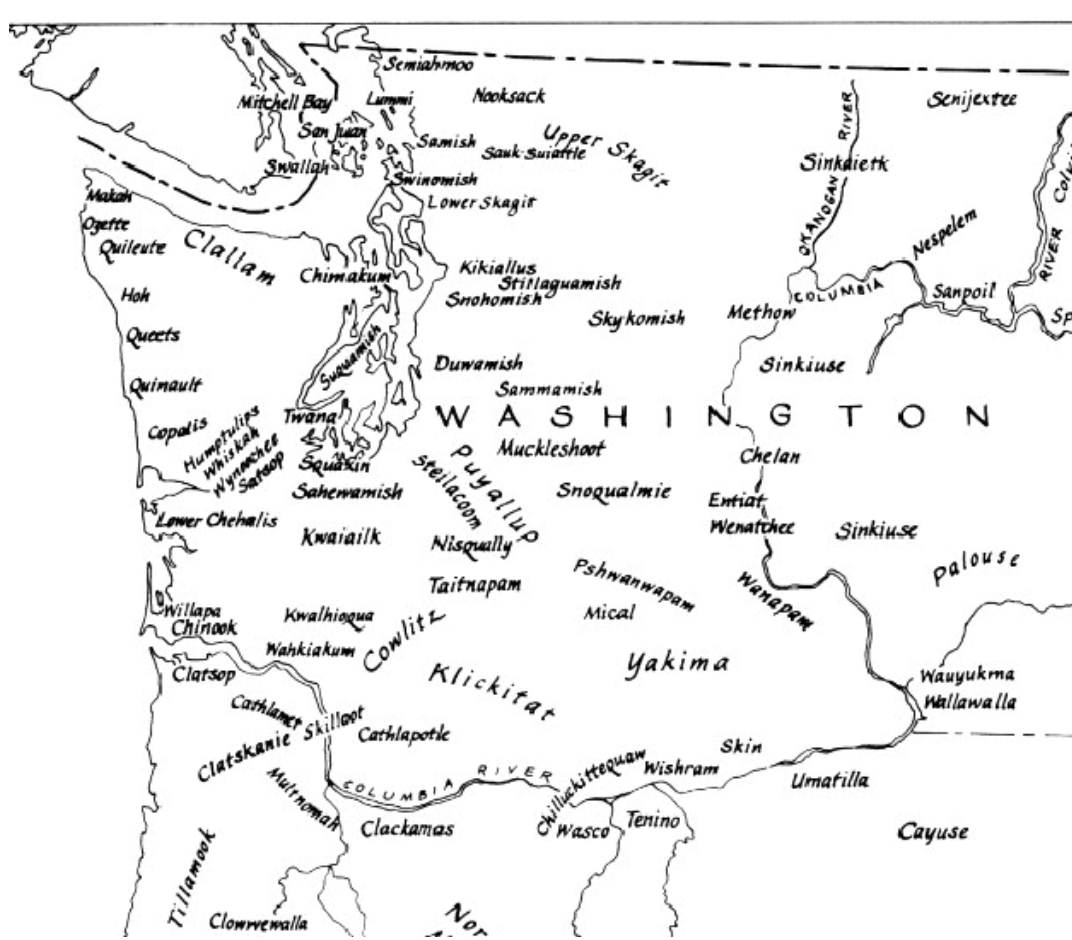 Semiahmoo
Mitchell Bay
Lummi
Nooksack
Senijextee
San Juan
Samish
Upper Skagit
Sauk-Suiattle
Swallah
Swinomish
Sinkaietk
OKANOGAN RIVER
Makah
Lower Skagit
Ozette
Quileute
Clallam
Nespelem
RIVER
Chimakum
Kikiallus
Stillaguamish
Hoh
Snohomish
COLUMBIA
Sanpoil
Skykomish
Methow
Queets
Suquamish
Duwamish
Sinkiuse
Quinault
Sammamish
Twana
WASHINGTON
Copalis
Humptulips
Whiskah
Wynoochee
Satsop
Muckleshoot
Chelan
Squaxin
Puyallup
Steilacoom
Sahewamish
Snoqualmie
Entiat
Lower Chehalis
Wenatchee
Sinkiuse
Kwaiailk
Nisqually
Palouse
Taitnapam
Pshwanwapam
Wanapam
Willapa
Kwalhioqua
Mical
Chinook
Cowlitz
Wahkiakum
Yakima
Clatsop
Klickitat
Wauyukma
Wallawalla
Cathlamet
Clatskanie
Skilloot
Cathlapotle
Skin
Chilluckittequaw
Wishram
COLUMBIA RIVER
Umatilla
Multnomah
Clackamas
Wasco
Tenino
Cayuse
Tillamook
Clowwewalla